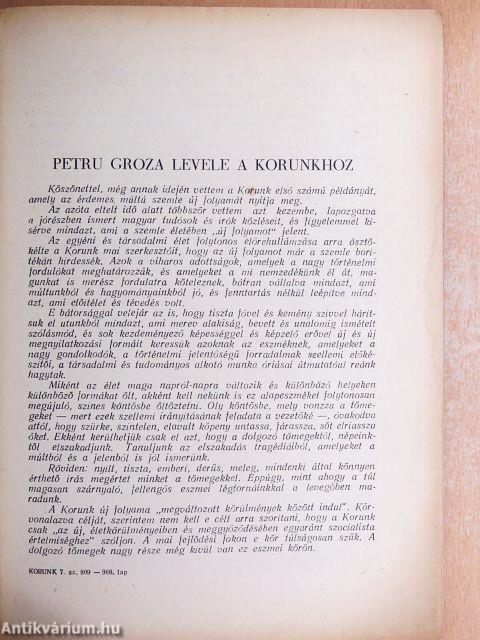 PETRU GROZA LEVELE A KORUNKHOZ
Köszönettel, még annak idején vettem a Korunk első számú példányát,
amely az érdemes múltú szemle új folyamát nyitja meg.
Az azóta eltelt idő alatt többször vettem azt kezembe, lapozgatva
a jórészben ismert magyar tudósok és írók közléseit, és figyelemmel kí-
sérve mindazt, ami a szemle életében „új folyamot" jelent.
Az egyéni és társadalmi élet folytonos előrehullámzása arra ösztö-
kélte a Korunk mai szerkesztőit, hogy az új folyamot már a szemle borí-
tékán hirdessék. Azok a viharos adottságok, amelyek a nagy történelmi
fordulókat meghatározzák, és amelyeket a mi nemzedékünk él át, ma-
gunkat is merész fordulatra köteleznek, bátran vállalva mindazt, ami
múltunkból és hagyományainkból jó, és fenntartás nélkül leépítve mind-
azt, ami előítélet és tévedés volt.
E bátorsággal velejár az is, hogy tiszta fővel és kemény szívvel hárít-
suk el utunkból mindazt, ami merev alakiság, bevett és unalomig ismételt
szólásmód, és sok kezdeményező képességgel és képzelő erővel új és új
megnyilatkozási formáit keressük azoknak az eszméknek, amelyeket a
nagy gondolkodók, a történelmi jelentőségű forradalmak szellemi előké-
szítői, a társadalmi és tudományos alkotó munka óriásai útmutatóul reánk
hagytak.
Miként az élet maga napról-napra változik és különböző helyeken
különböző formákat ölt, akként kell nekünk is ez alapeszméket folytonosan
megújuló, színes köntösbe öltöztetni. Oly köntösbe, mely vonzza a töme-
geket — mert ezek szellemi irányításának feladata a vezetőké —, óvakodva
attól, hogy szürke, színtelen, elavult köpeny untassa, fárassza, sőt elriassza
őket. Ekként kerülhetjük csak el azt, hogy a dolgozó tömegektől, népeink-
től elszakadjunk. Tanuljunk az elszakadás tragédiáiból, amelyeket a
múltból és a jelenből is jól ismerünk.
Röviden: nyílt, tiszta, emberi, derűs, meleg, mindenki által könnyen
érthető írás megértet minket a tömegekkel. Éppúgy, mint ahogy a túl
magasan szárnyaló, jellengős eszmei légtornáinkkal a levegőben ma-
radunk.
A Korunk új folyama „megváltozott körülmények között indul". Kör-
vonalazva célját, szerintem nem kell e célt arra szorítani, hogy a Korunk
csak „az új, életkörülményeiben és meggyőződésében egyaránt szocialista
értelmiséghez" szóljon. A mai fejlődési fokon e kör túlságosan szűk. A
dolgozó tömegek nagy része még kívül van ez eszmei körön.
KORUNK 7. sz. 809 — 968. lap
Antikvárium.hu